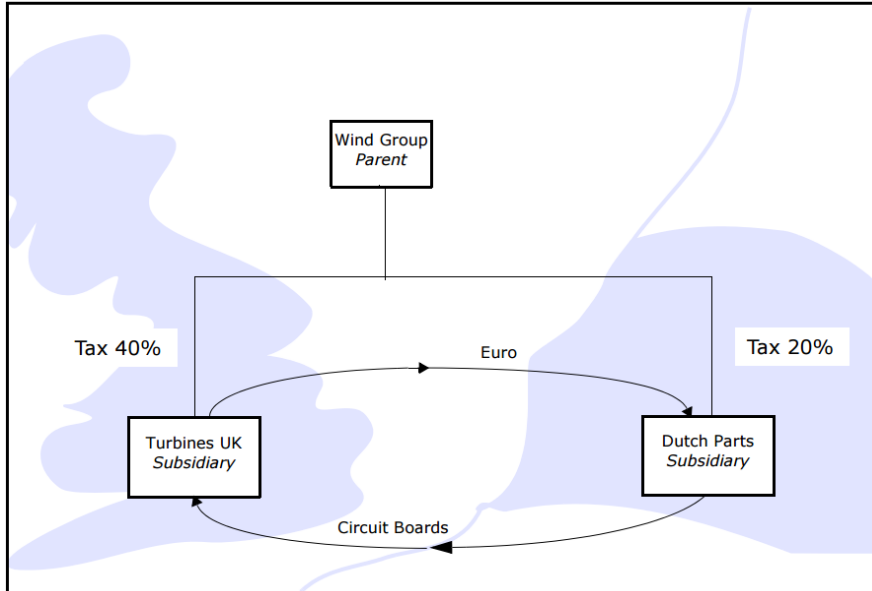 Wind Group
Parent
Tax 40%
Euro
Tax 20%
Turbines UK
Subsidiary
Dutch Parts
Subsidiary
Circuit Boards